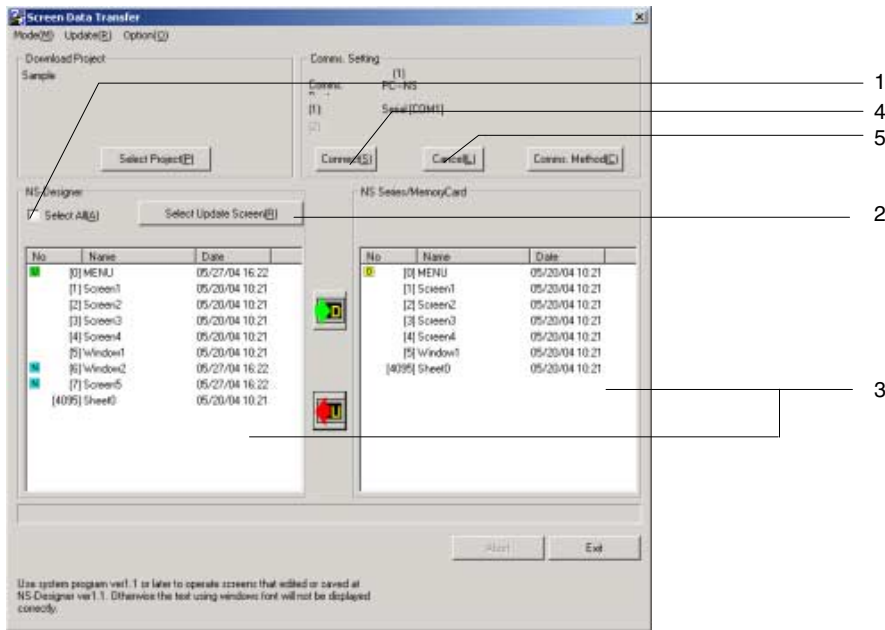 Screen Data Transfer
Mode(M) Update(R) Option(O)
Download Project
Sample
Select Project(P)
Comms. Setting
(1)
Comms. PC-NS
(1) Serial [COM1]
(2)
Connect(S) Cancel(L) Comms. Method(C)
1
4
5
2
3
NS-Designer
Select All(A) Select Update Screen(R)
No Name Date
U [0] MENU 05/27/04 16:22
[1] Screen1 05/20/04 10:21
[2] Screen2 05/20/04 10:21
[3] Screen3 05/20/04 10:21
[4] Screen4 05/20/04 10:21
[5] Window1 05/20/04 10:21
N [6] Window2 05/27/04 16:22
N [7] Screen5 05/27/04 16:22
[4095] Sheet0 05/20/04 10:21
D
U
NS Series/MemoryCard
No Name Date
O [0] MENU 05/20/04 10:21
[1] Screen1 05/20/04 10:21
[2] Screen2 05/20/04 10:21
[3] Screen3 05/20/04 10:21
[4] Screen4 05/20/04 10:21
[5] Window1 05/20/04 10:21
[4095] Sheet0 05/20/04 10:21
Abort Exit
Use system program ver1.1 or later to operate screens that edited or saved at
NS-Designer ver1.1. Otherwise the text using windows font will not be displayed
correctly.